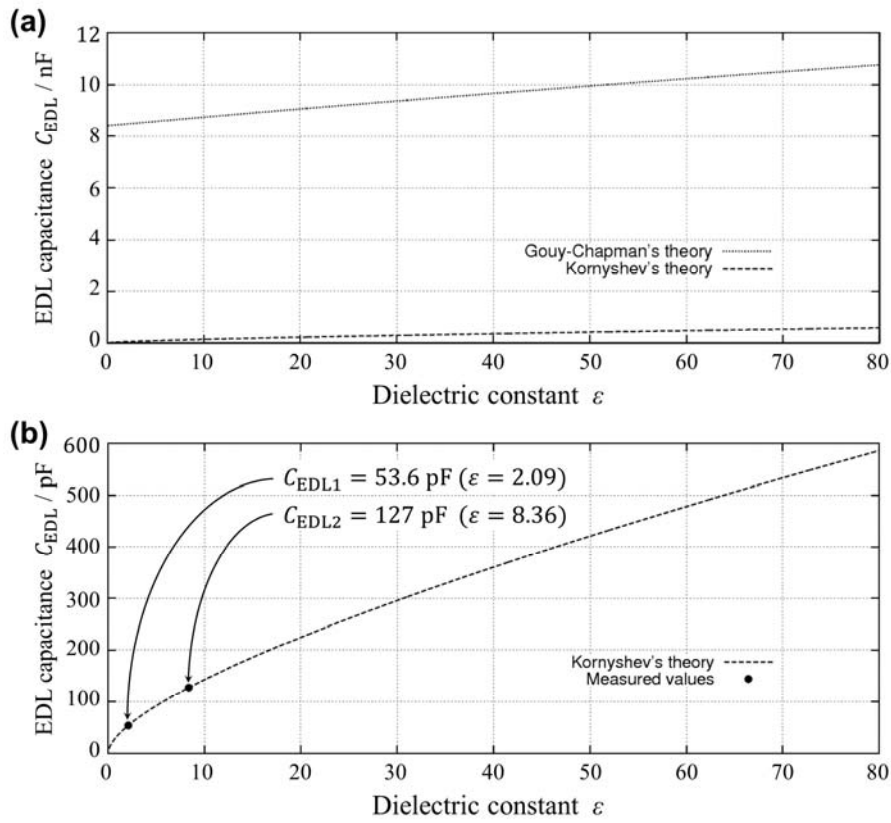 (a)
12
10
8
6
4
2
0
EDL capacitance C_EDL / nF
Gouy-Chapman's theory
Kornyshev's theory
0 10 20 30 40 50 60 70 80
Dielectric constant ε
(b)
600
500
400
300
200
100
0
EDL capacitance C_EDL / pF
C_EDL1 = 53.6 pF (ε = 2.09)
C_EDL2 = 127 pF (ε = 8.36)
Kornyshev's theory
Measured values
0 10 20 30 40 50 60 70 80
Dielectric constant ε